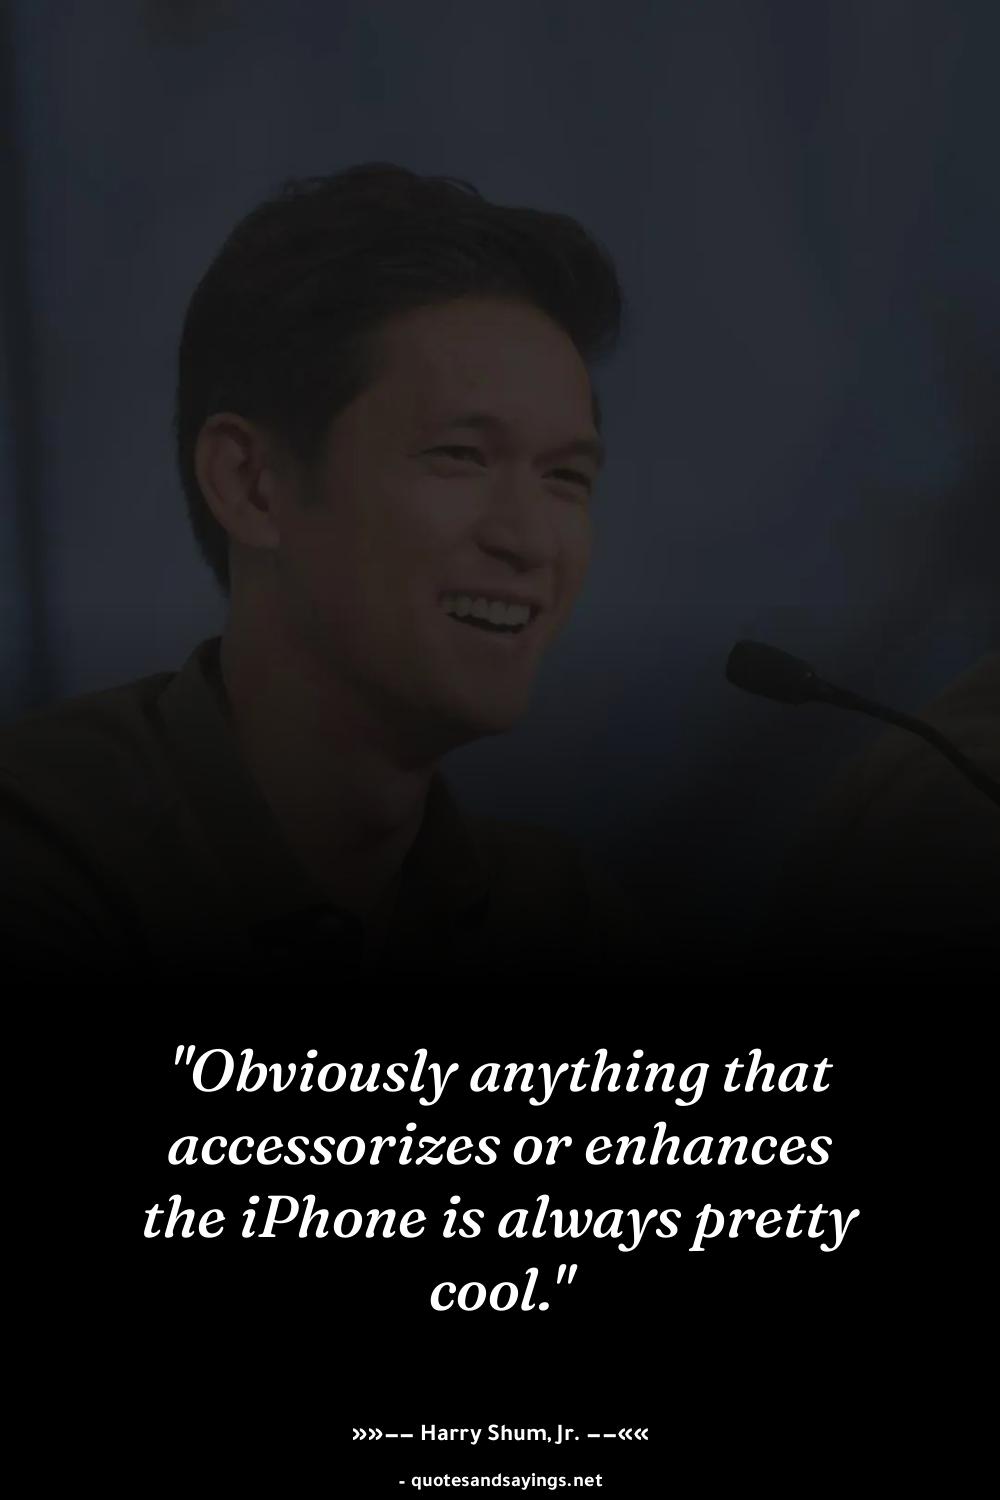 "Obviously anything that
accessorizes or enhances
the iPhone is always pretty
cool."
»»–– Harry Shum, Jr. ––««
- quotesandsayings.net